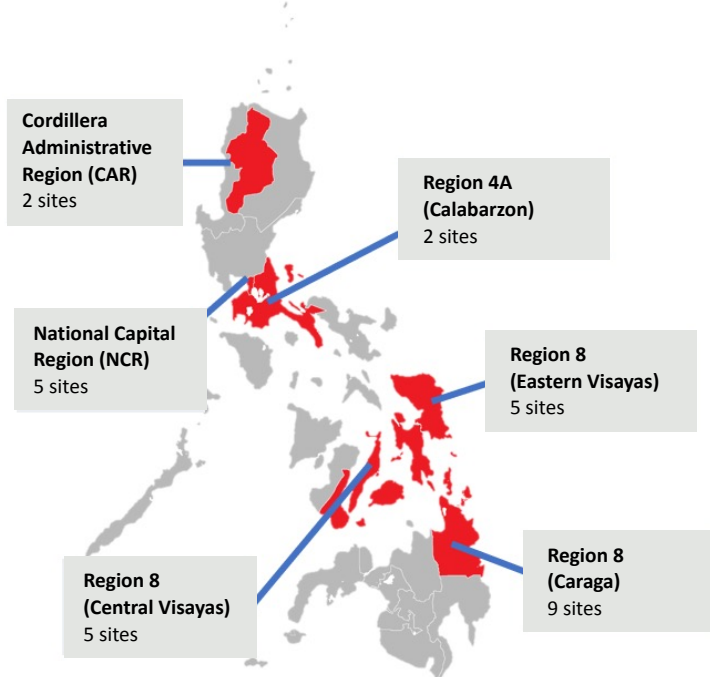 Cordillera
Administrative
Region (CAR)
2 sites
Region 4A
(Calabarzon)
2 sites
National Capital
Region (NCR)
5 sites
Region 8
(Eastern Visayas)
5 sites
Region 8
(Central Visayas)
5 sites
Region 8
(Caraga)
9 sites